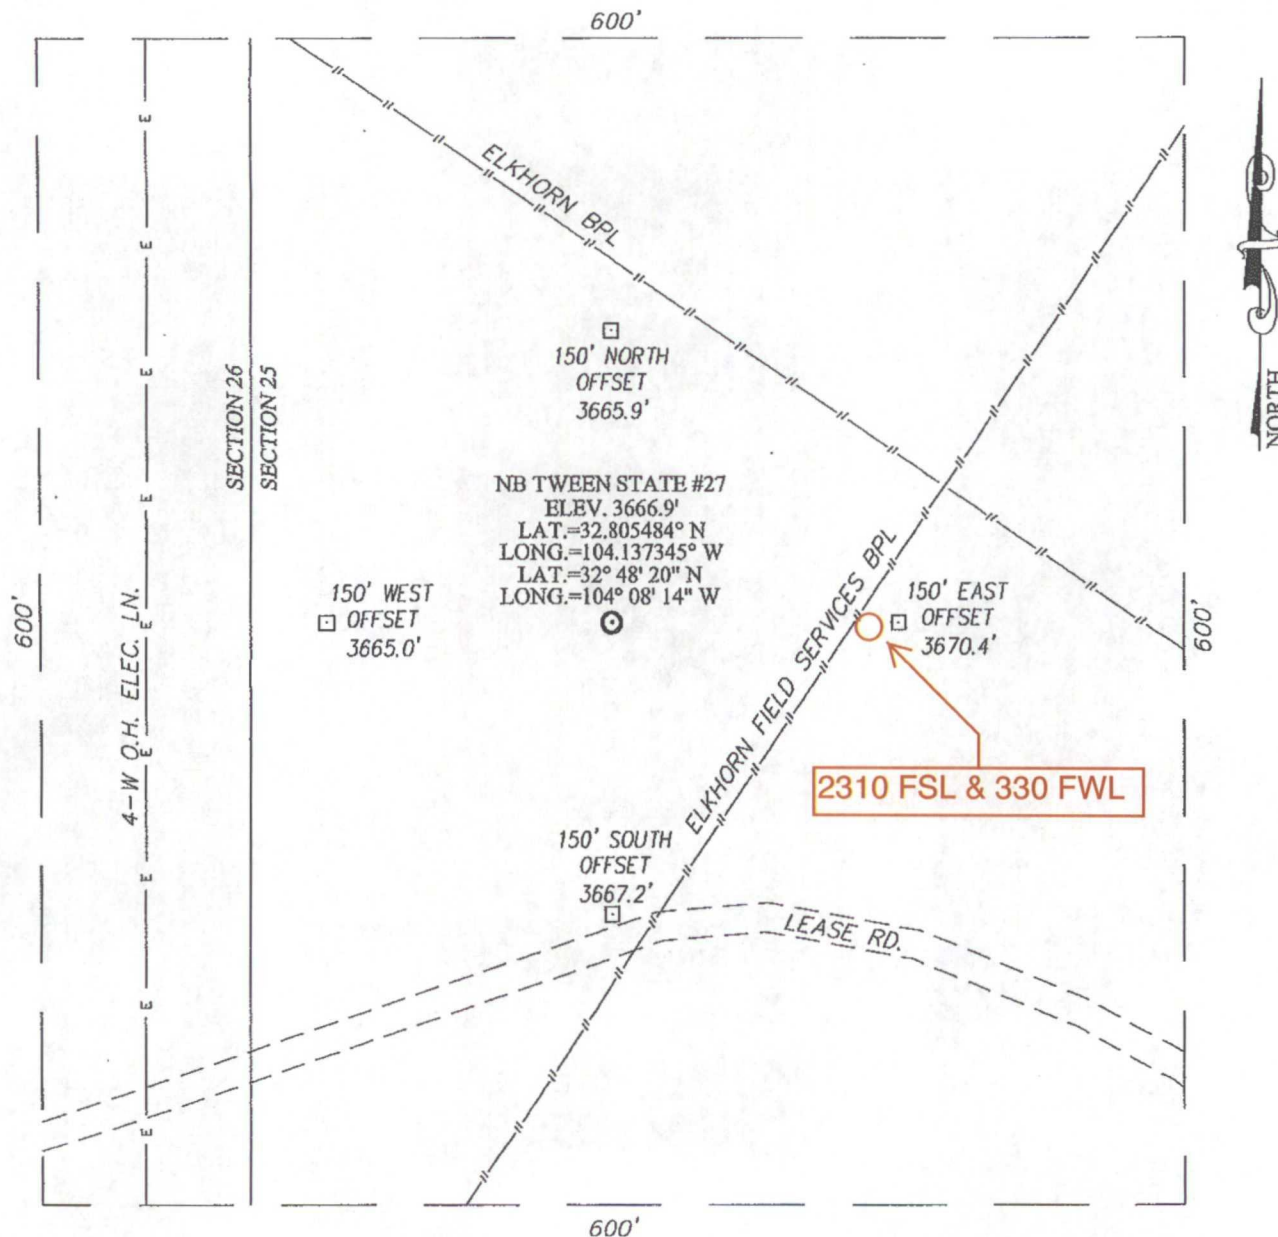 600'
ELKHORN BPL
NORTH
150' NORTH
OFFSET
3665.9'
SECTION 26
SECTION 25
NB TWEEN STATE #27
ELEV. 3666.9'
LAT.=32.805484° N
LONG.=104.137345° W
LAT.=32° 48' 20" N
LONG.=104° 08' 14" W
600'
4-W O.H. ELEC. LN.
E
E
E
E
E
E
E
E
E
150' WEST
OFFSET
3665.0'
ELKHORN FIELD SERVICES BPL
150' EAST
OFFSET
3670.4'
600'
2310 FSL & 330 FWL
150' SOUTH
OFFSET
3667.2'
LEASE RD.
600'